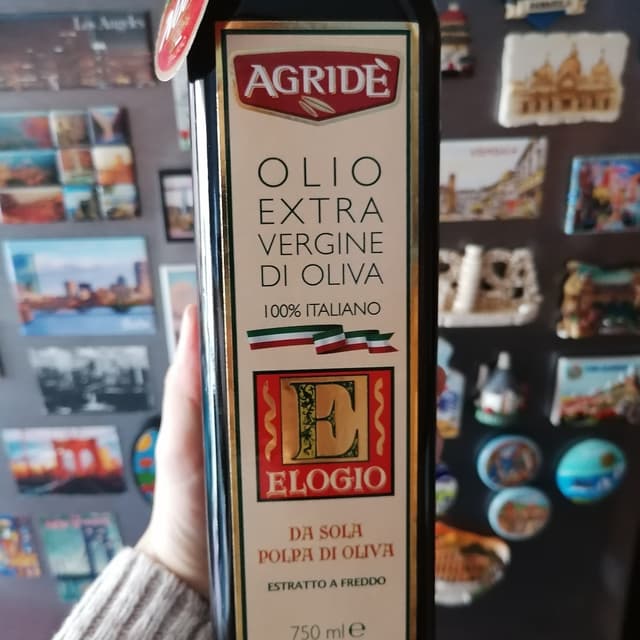 AGRIDÈ
OLIO
EXTRA
VERGINE
DI OLIVA
100% ITALIANO
E
ELOGIO
DA SOLA
POLPA DI OLIVA
ESTRATTO A FREDDO
750 ml e
Los Angeles